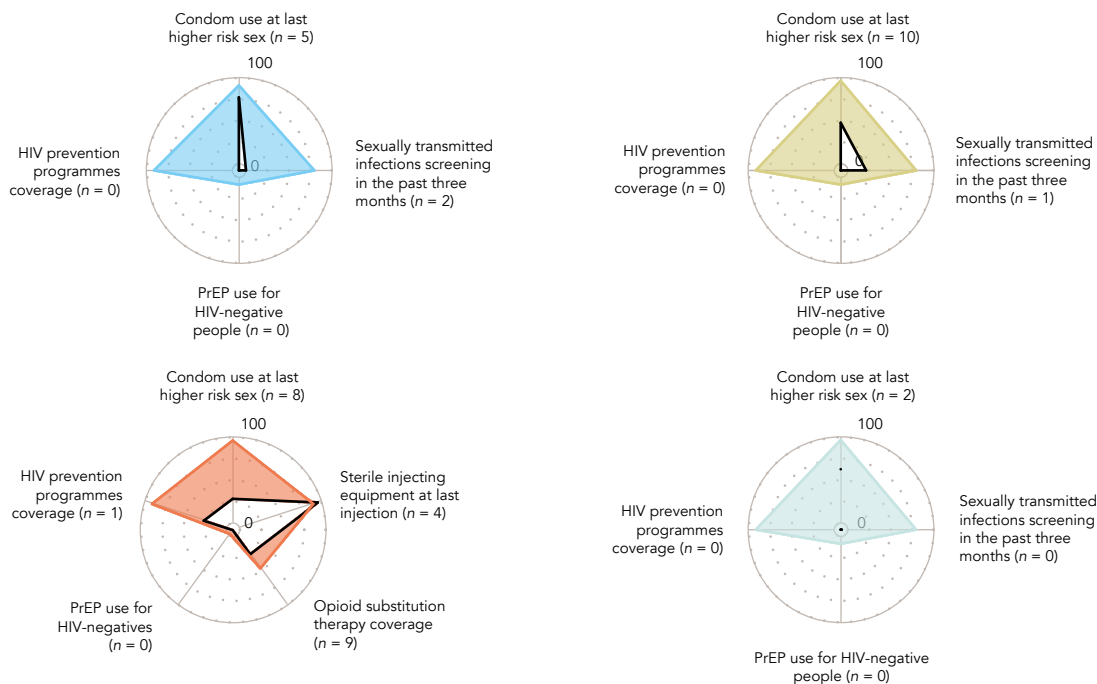 Condom use at last
higher risk sex (n = 5)
100
0
HIV prevention
programmes
coverage (n = 0)
Sexually transmitted
infections screening
in the past three
months (n = 2)
PrEP use for
HIV-negative
people (n = 0)
Condom use at last
higher risk sex (n = 10)
100
0
HIV prevention
programmes
coverage (n = 0)
Sexually transmitted
infections screening
in the past three
months (n = 1)
PrEP use for
HIV-negative
people (n = 0)
Condom use at last
higher risk sex (n = 8)
100
0
HIV prevention
programmes
coverage (n = 1)
Sterile injecting
equipment at last
injection (n = 4)
PrEP use for
HIV-negatives
(n = 0)
Opioid substitution
therapy coverage
(n = 9)
Condom use at last
higher risk sex (n = 2)
100
0
HIV prevention
programmes
coverage (n = 0)
Sexually transmitted
infections screening
in the past three
months (n = 0)
PrEP use for HIV-negative
people (n = 0)